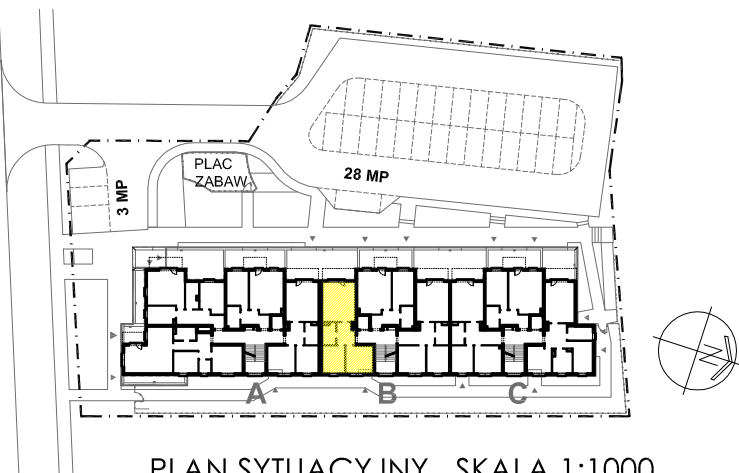 PLAC
ZABAW
28 MP
3 MP
N
A B C
PLAN SYTUACYJNY SKALA 1:1000